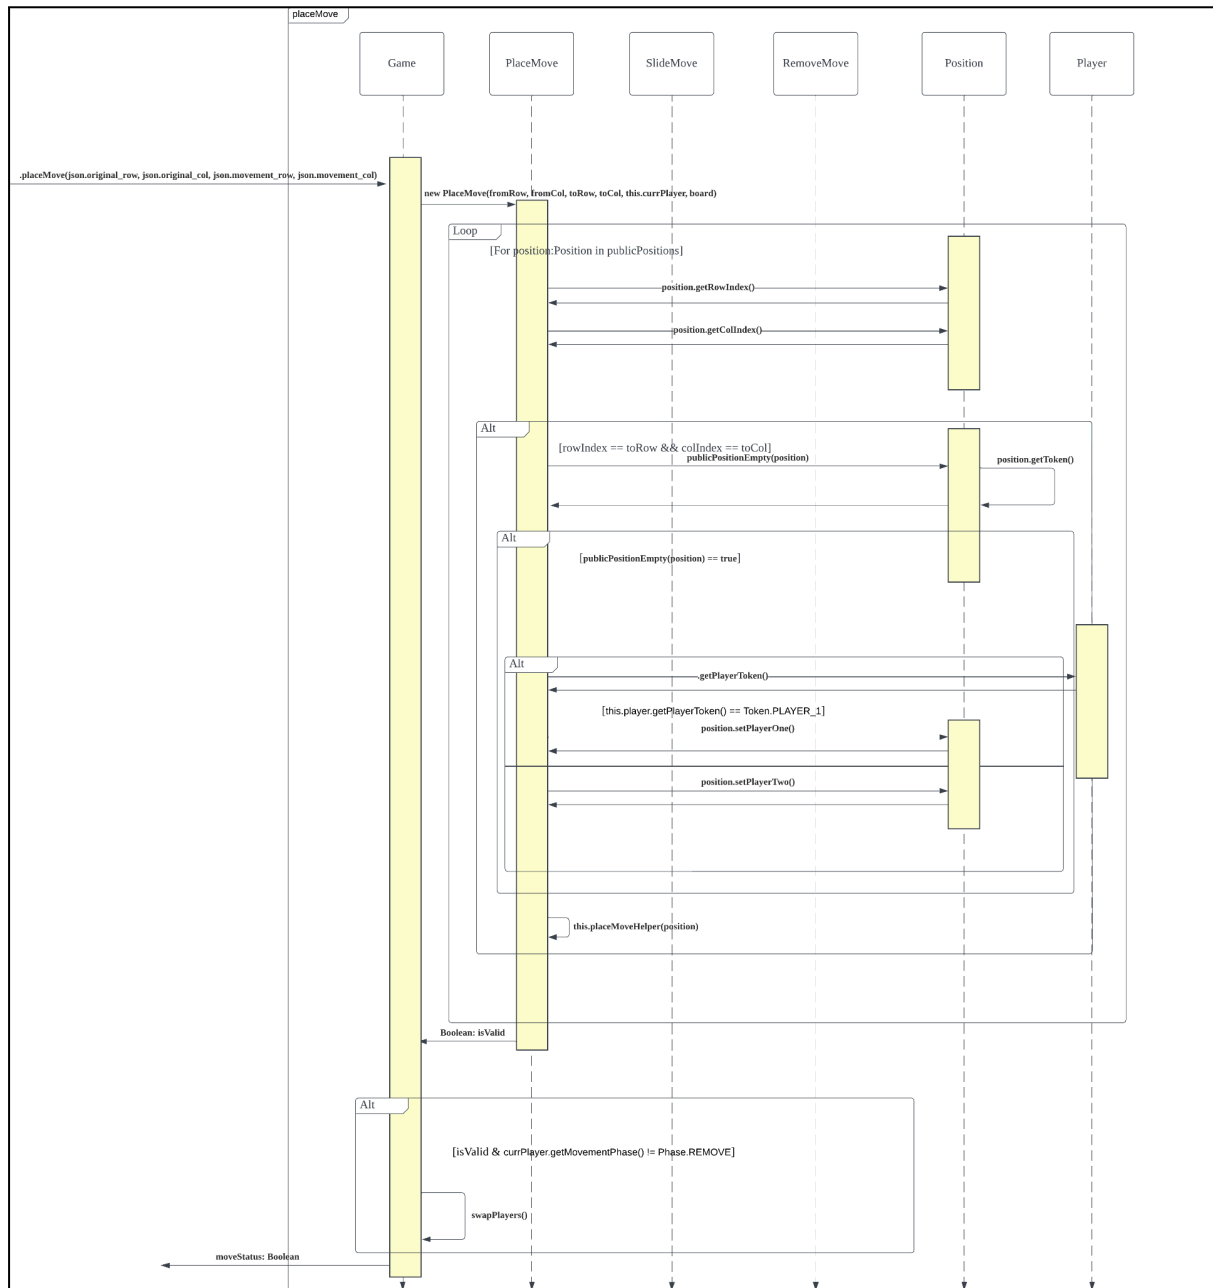 placeMove
Game
PlaceMove
SlideMove
RemoveMove
Position
Player
.placeMove(json.original_row, json.original_col, json.movement_row, json.movement_col)
new PlaceMove(fromRow, fromCol, toRow, toCol, this.currPlayer, board)
Loop
[For position:Position in publicPositions]
position.getRowIndex()
position.getColIndex()
Alt
[rowIndex == toRow && colIndex == toCol]
publicPositionEmpty(position)
position.getToken()
Alt
[publicPositionEmpty(position) == true]
Alt
.getPlayerToken()
[this.player.getPlayerToken() == Token.PLAYER_1]
position.setPlayerOne()
position.setPlayerTwo()
this.placeMoveHelper(position)
Boolean: isValid
Alt
[isValid & currPlayer.getMovementPhase() != Phase.REMOVE]
swapPlayers()
moveStatus: Boolean